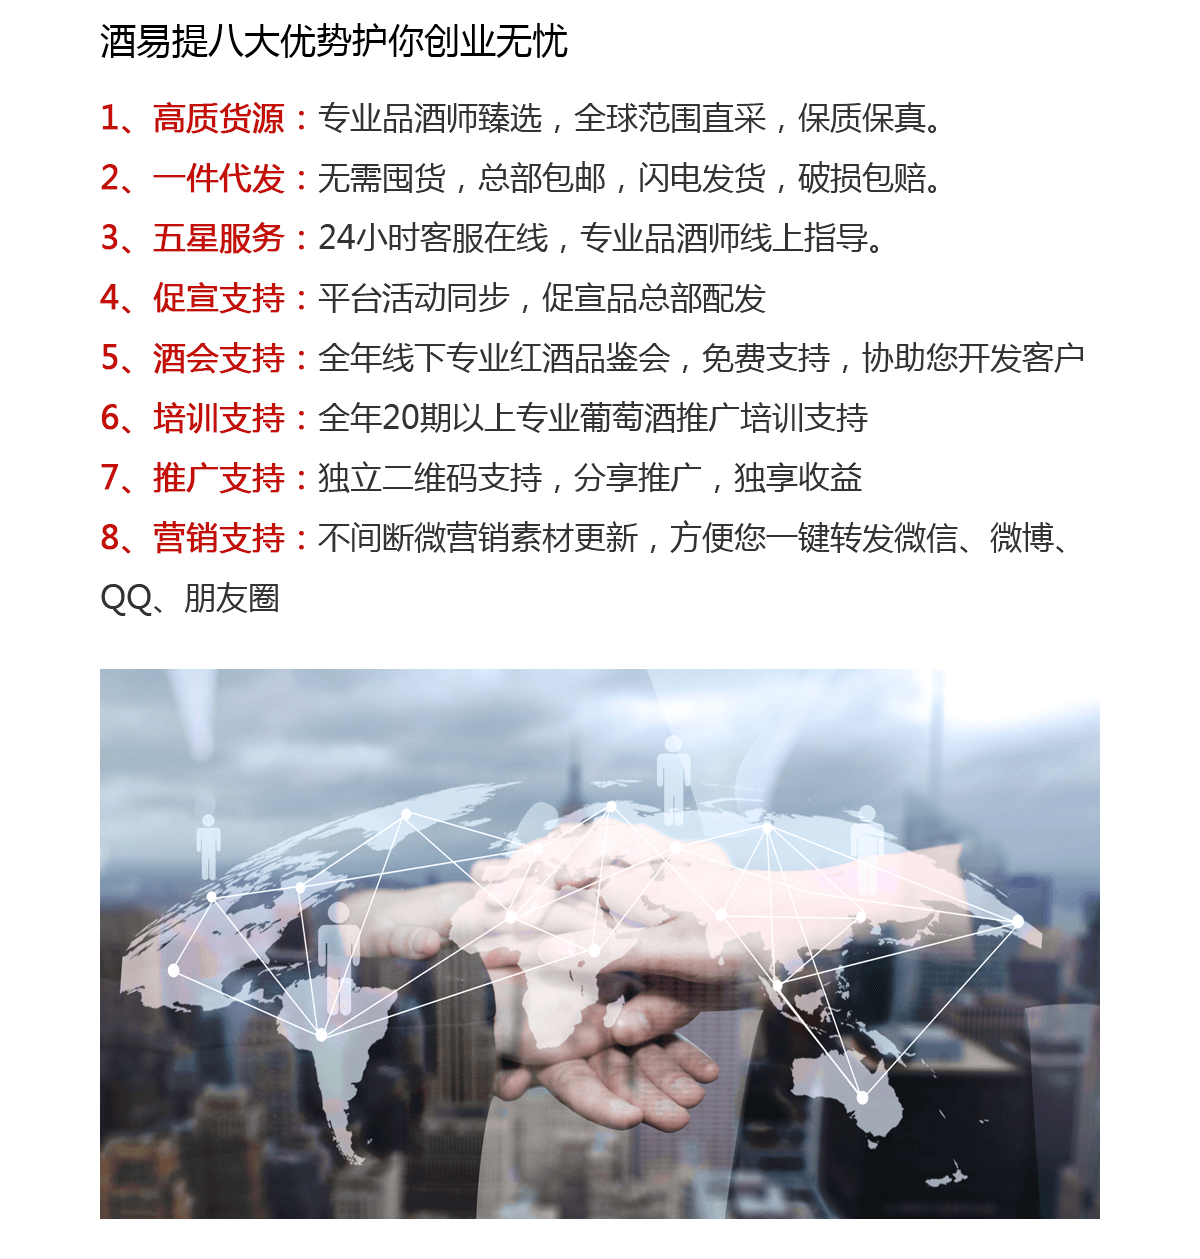 酒易提八大优势护你创业无忧
1、高质货源：专业品酒师臻选，全球范围直采，保质保真。
2、一件代发：无需囤货，总部包邮，闪电发货，破损包赔。
3、五星服务：24小时客服在线，专业品酒师线上指导。
4、促宣支持：平台活动同步，促宣品总部配发
5、酒会支持：全年线下专业红酒品鉴会，免费支持，协助您开发客户
6、培训支持：全年20期以上专业葡萄酒推广培训支持
7、推广支持：独立二维码支持，分享推广，独享收益
8、营销支持：不间断微营销素材更新，方便您一键转发微信、微博、
QQ、朋友圈